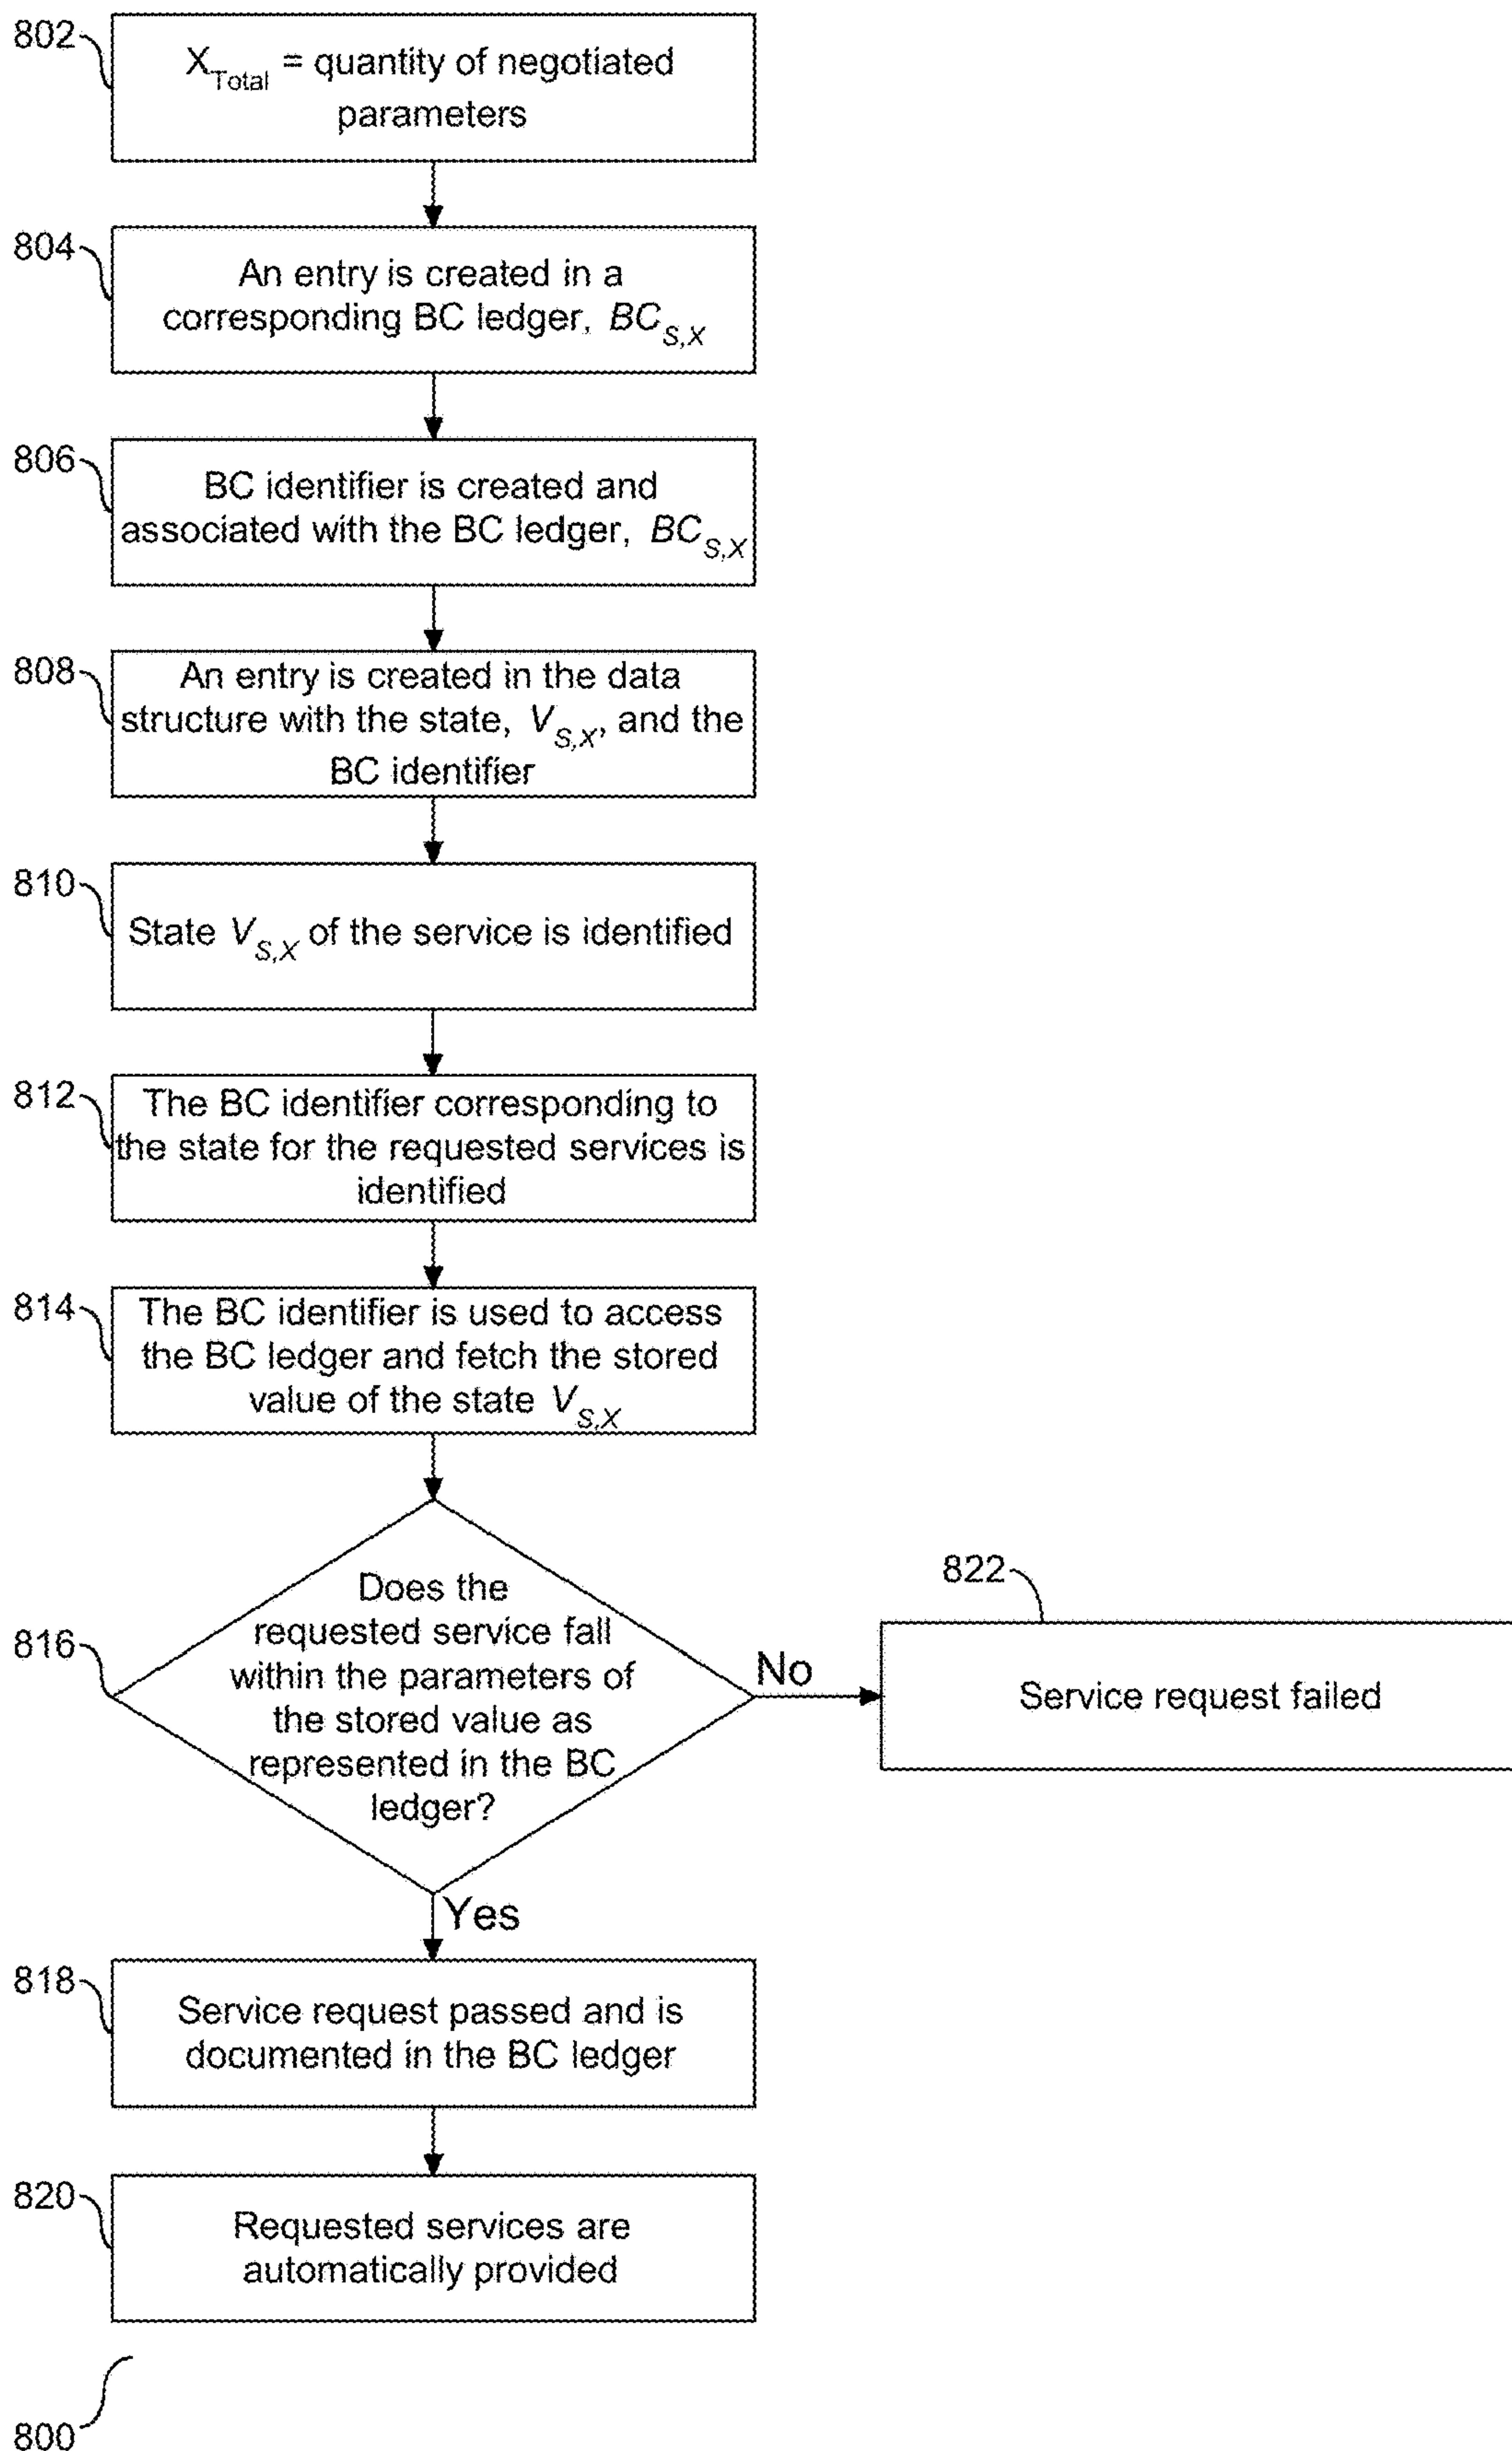 802
X_Total = quantity of negotiated
parameters
804
An entry is created in a
corresponding BC ledger, BC_S,X
806
BC identifier is created and
associated with the BC ledger, BC_S,X
808
An entry is created in the data
structure with the state, V_S,X, and the
BC identifier
810
State V_S,X of the service is identified
812
The BC identifier corresponding to
the state for the requested services is
identified
814
The BC identifier is used to access
the BC ledger and fetch the stored
value of the state V_S,X
816
Does the
requested service fall
within the parameters of
the stored value as
represented in the BC
ledger?
No
822
Service request failed
Yes
818
Service request passed and is
documented in the BC ledger
820
Requested services are
automatically provided
800